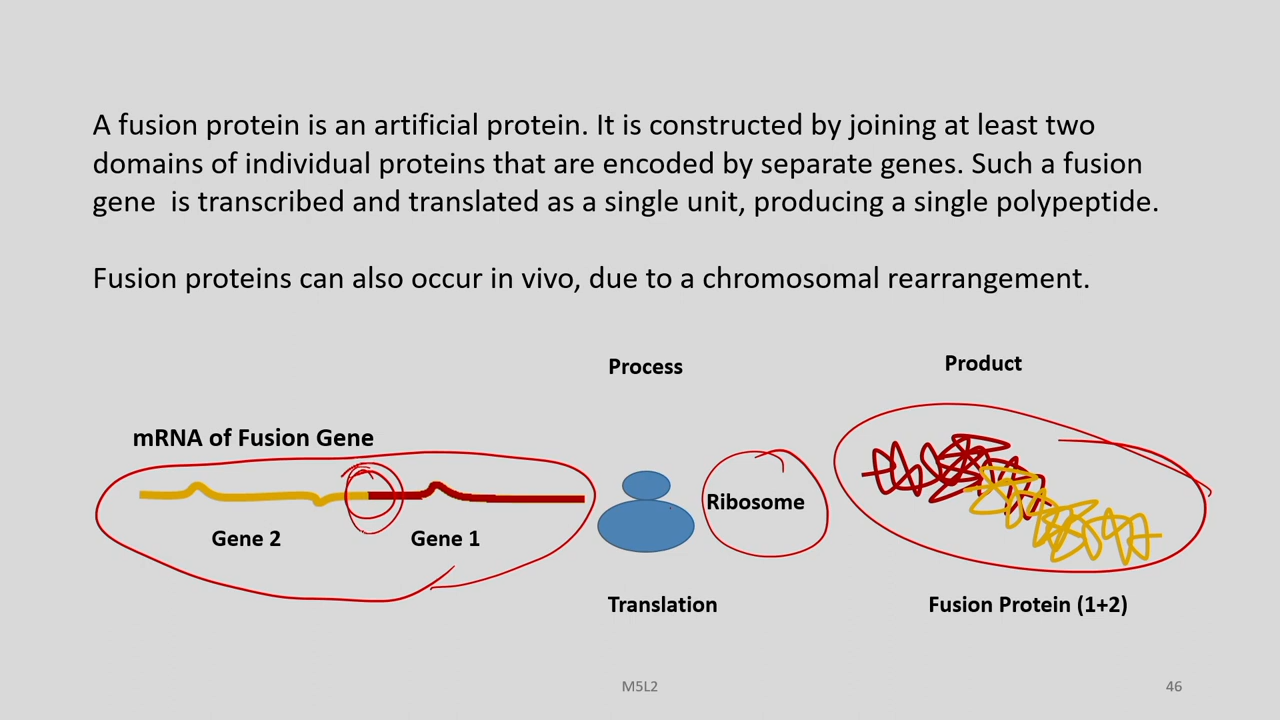 A fusion protein is an artificial protein. It is constructed by joining at least two
domains of individual proteins that are encoded by separate genes. Such a fusion
gene  is transcribed and translated as a single unit, producing a single polypeptide.
Fusion proteins can also occur in vivo, due to a chromosomal rearrangement.
Process
Product
mRNA of Fusion Gene
Ribosome
Gene 2
Gene 1
Translation
Fusion Protein (1+2)
M5L2
46